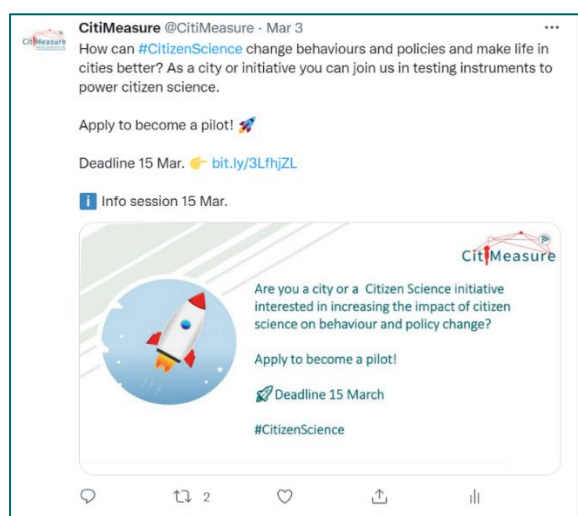 CitiMeasure
CitiMeasure @CitiMeasure · Mar 3
How can #CitizenScience change behaviours and policies and make life in
cities better? As a city or initiative you can join us in testing instruments to
power citizen science.
Apply to become a pilot! 🚀
Deadline 15 Mar. 👉 bit.ly/3LfhjZL
ℹ️ Info session 15 Mar.
CitiMeasure
Are you a city or a Citizen Science initiative
interested in increasing the impact of citizen
science on behaviour and policy change?
Apply to become a pilot!
Deadline 15 March
#CitizenScience
2